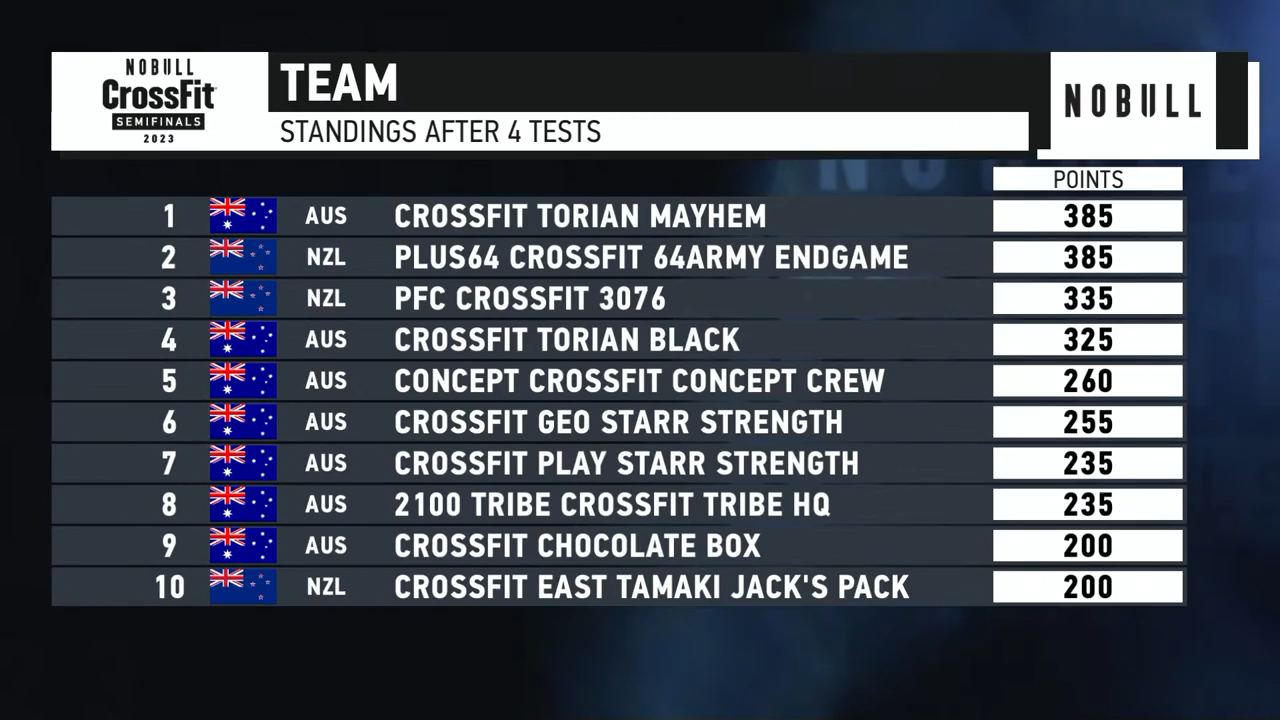 NOBULL
CrossFit
SEMIFINALS
2023
TEAM
STANDINGS AFTER 4 TESTS
NOBULL
POINTS
1 AUS CROSSFIT TORIAN MAYHEM 385
2 NZL PLUS64 CROSSFIT 64ARMY ENDGAME 385
3 NZL PFC CROSSFIT 3076 335
4 AUS CROSSFIT TORIAN BLACK 325
5 AUS CONCEPT CROSSFIT CONCEPT CREW 260
6 AUS CROSSFIT GEO STARR STRENGTH 255
7 AUS CROSSFIT PLAY STARR STRENGTH 235
8 AUS 2100 TRIBE CROSSFIT TRIBE HQ 235
9 AUS CROSSFIT CHOCOLATE BOX 200
10 NZL CROSSFIT EAST TAMAKI JACK'S PACK 200